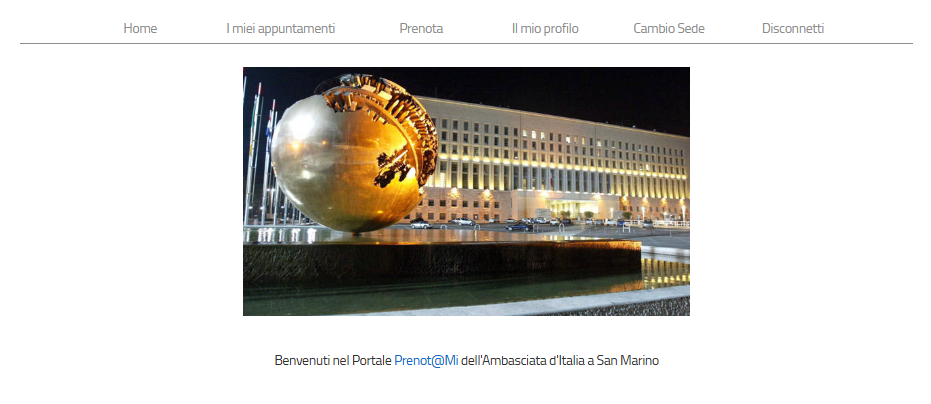 Home I miei appuntamenti Prenota Il mio profilo Cambio Sede Disconnetti
Benvenuti nel Portale Prenot@Mi dell'Ambasciata d'Italia a San Marino